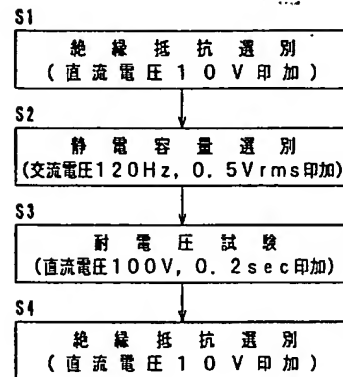 S1
絶縁抵抗選別
(直流電圧10V印加)
S2
静電容量選別
(交流電圧120Hz, 0. 5Vrms印加)
S3
耐電圧試験
(直流電圧100V, 0. 2sec印加)
S4
絶縁抵抗選別
(直流電圧10V印加)